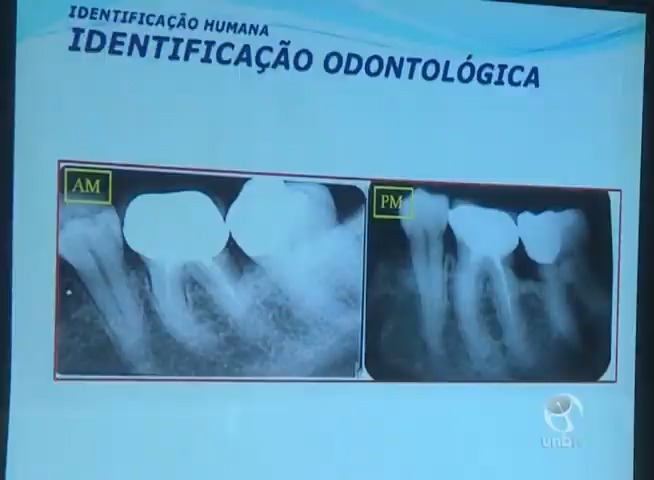 IDENTIFICAÇÃO HUMANA
IDENTIFICAÇÃO ODONTOLÓGICA
AM
PM
unb